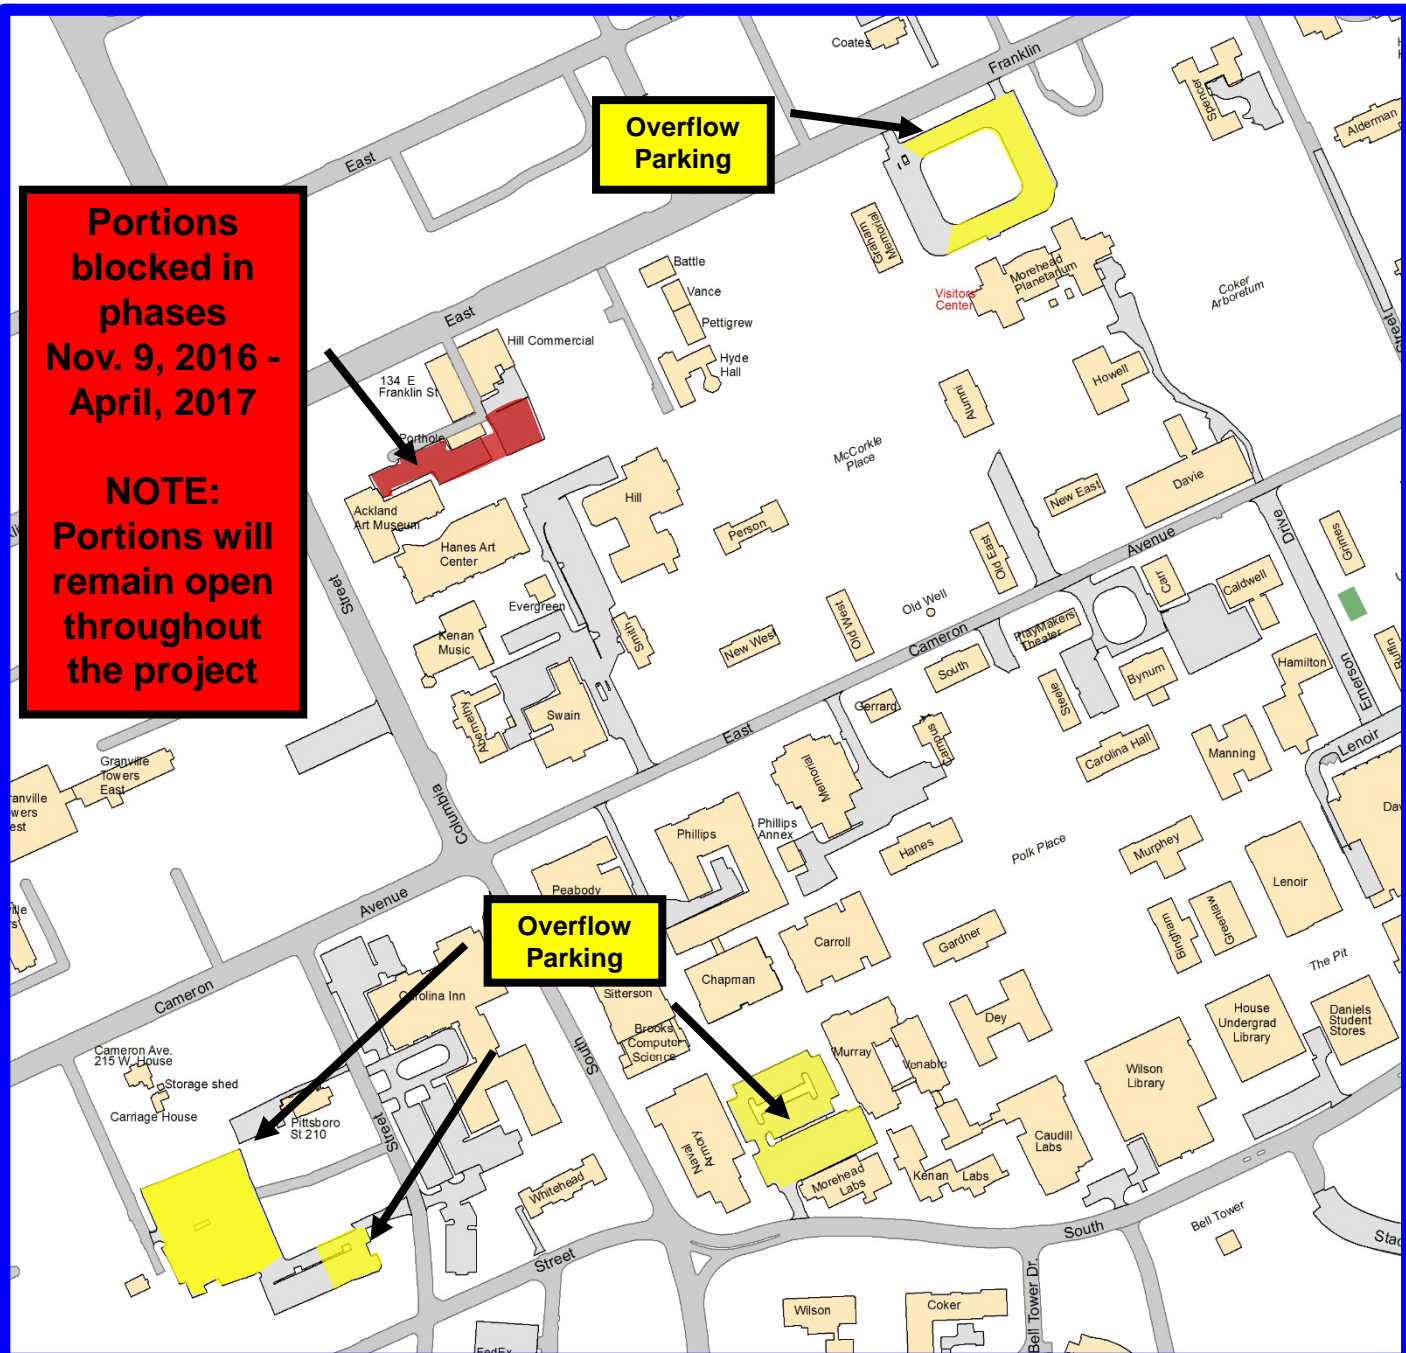 Coates
Franklin
Spencer
Alderman
Overflow
Parking
East
Portions
blocked in
phases
Nov. 9, 2016 -
April, 2017
NOTE:
Portions will
remain open
throughout
the project
Graham
Memorial
Morehead
Planetarium
Visitors
Center
Coker
Arboretum
Street
Battle
Vance
Pettigrew
Hyde
Hall
East
Hill Commercial
134 E
Franklin St
Porthole
Howell
Alumni
McCorkle
Place
Ackland
Art Museum
Hanes Art
Center
Hill
Person
New East
Davie
Drive
Grimes
Avenue
Old East
Carr
Caldwell
Street
Evergreen
Kenan
Music
Smith
New West
Old West
Old Well
Cameron
PlayMakers
Theater
South
Steele
Bynum
Hamilton
Ruffin
Emerson
Lenoir
Abernethy
Swain
East
Gerrard
Campus
Carolina Hall
Manning
Granville
Towers
East
Columbia
Memorial
Phillips
Phillips
Annex
Hanes
Polk Place
Murphey
Lenoir
Peabody
Avenue
Overflow
Parking
Carroll
Gardner
Bingham
Greenlaw
The Pit
Cameron
Carolina Inn
Sitterson
Chapman
Brooks
Computer
Science
Dey
House
Undergrad
Library
Daniels
Student
Stores
Cameron Ave.
215 W. House
Storage shed
Carriage House
Pittsboro
St 210
Street
South
Murray
Venable
Wilson
Library
Naval
Armory
Caudill
Labs
Morehead
Labs
Kenan Labs
Whitehead
Street
South
Bell Tower
Bell Tower Dr.
Wilson
Coker